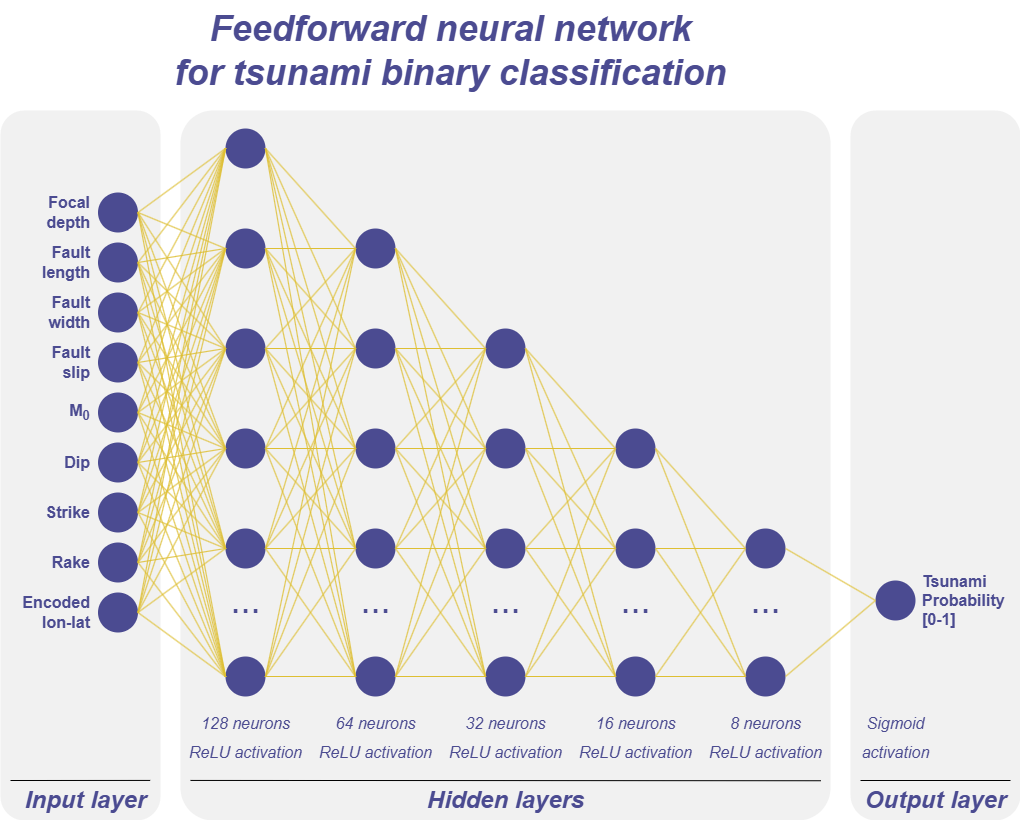 Feedforward neural network
for tsunami binary classification
Focal
depth
Fault
length
Fault
width
Fault
slip
M₀
Dip
Strike
Rake
Encoded
lon-lat
...
...
...
...
...
Tsunami
Probability
[0-1]
128 neurons
ReLU activation
64 neurons
ReLU activation
32 neurons
ReLU activation
16 neurons
ReLU activation
8 neurons
ReLU activation
Sigmoid
activation
Input layer
Hidden layers
Output layer